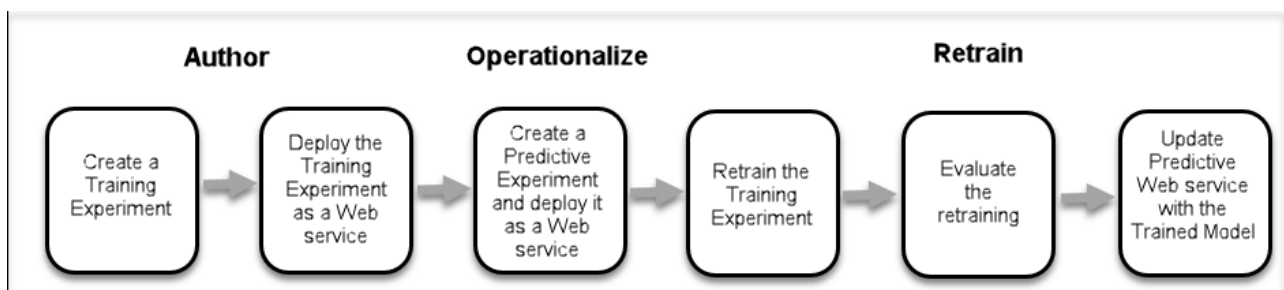 Author
Operationalize
Retrain
Create a
Training
Experiment
Deploy the
Training
Experiment
as a Web
service
Create a
Predictive
Experiment
and deploy it
as a Web
service
Retrain the
Training
Experiment
Evaluate
the
retraining
Update
Predictive
Web service
with the
Trained Model